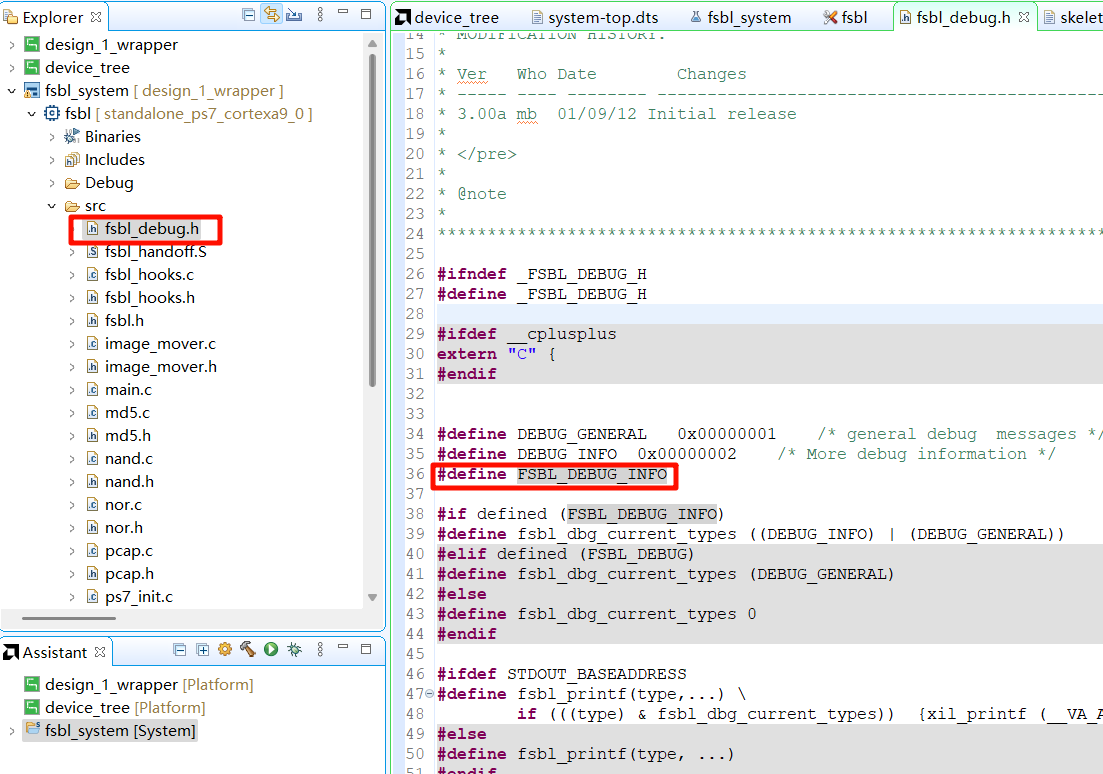 Explorer
design_1_wrapper
device_tree
fsbl_system [ design_1_wrapper ]
fsbl [ standalone_ps7_cortexa9_0 ]
Binaries
Includes
Debug
src
fsbl_debug.h
fsbl_handoff.S
fsbl_hooks.c
fsbl_hooks.h
fsbl.h
image_mover.c
image_mover.h
main.c
md5.c
md5.h
nand.c
nand.h
nor.c
nor.h
pcap.c
pcap.h
ps7_init.c
Assistant
design_1_wrapper [Platform]
device_tree [Platform]
fsbl_system [System]
device_tree system-top.dts fsbl_system fsbl fsbl_debug.h skelet
14 * MODIFICATION HISTORY:
15 *
16 * Ver   Who Date        Changes
17 * ----- ---- -------- ---------------------------------------------
18 * 3.00a mb  01/09/12 Initial release
19 *
20 * </pre>
21 *
22 * @note
23 *
24 *******************************************************************
25
26 #ifndef _FSBL_DEBUG_H
27 #define _FSBL_DEBUG_H
28
29 #ifdef __cplusplus
30 extern "C" {
31 #endif
32
33
34 #define DEBUG_GENERAL   0x00000001    /* general debug  messages */
35 #define DEBUG_INFO  0x00000002    /* More debug information */
36 #define FSBL_DEBUG_INFO
37
38 #if defined (FSBL_DEBUG_INFO)
39 #define fsbl_dbg_current_types ((DEBUG_INFO) | (DEBUG_GENERAL))
40 #elif defined (FSBL_DEBUG)
41 #define fsbl_dbg_current_types (DEBUG_GENERAL)
42 #else
43 #define fsbl_dbg_current_types 0
44 #endif
45
46 #ifdef STDOUT_BASEADDRESS
47 #define fsbl_printf(type,...) \
48         if (((type) & fsbl_dbg_current_types))  {xil_printf (__VA_A
49 #else
50 #define fsbl_printf(type, ...)
51 #endif